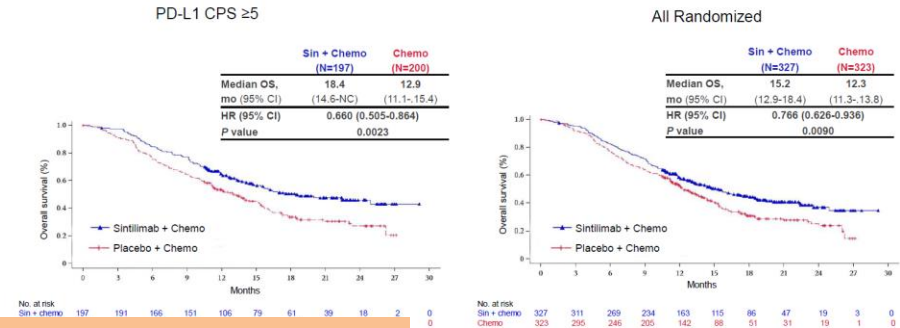 PD-L1 CPS ≥5
Sin + Chemo Chemo
(N=197) (N=200)
Median OS, 18.4 12.9
mo (95% CI) (14.6-NC) (11.1-.15.4)
HR (95% CI) 0.660 (0.505-0.864)
P value 0.0023
Overall survival (%)
1.0
0.8
0.6
0.4
0.2
0
Sintilimab + Chemo
Placebo + Chemo
0 3 6 9 12 15 18 21 24 27 30
Months
No. at risk
Sin + chemo 197 191 166 151 106 79 61 39 18 2 0
0
All Randomized
Sin + Chemo Chemo
(N=327) (N=323)
Median OS, 15.2 12.3
mo (95% CI) (12.9-18.4) (11.3-.13.8)
HR (95% CI) 0.766 (0.626-0.936)
P value 0.0090
Overall survival (%)
1.0
0.8
0.6
0.4
0.2
0
Sintilimab + Chemo
Placebo + Chemo
0 3 6 9 12 15 18 21 24 27 30
Months
No. at risk
Sin + chemo 327 311 269 234 163 115 86 47 19 3 0
Chemo 323 295 246 205 142 88 51 31 19 1 0